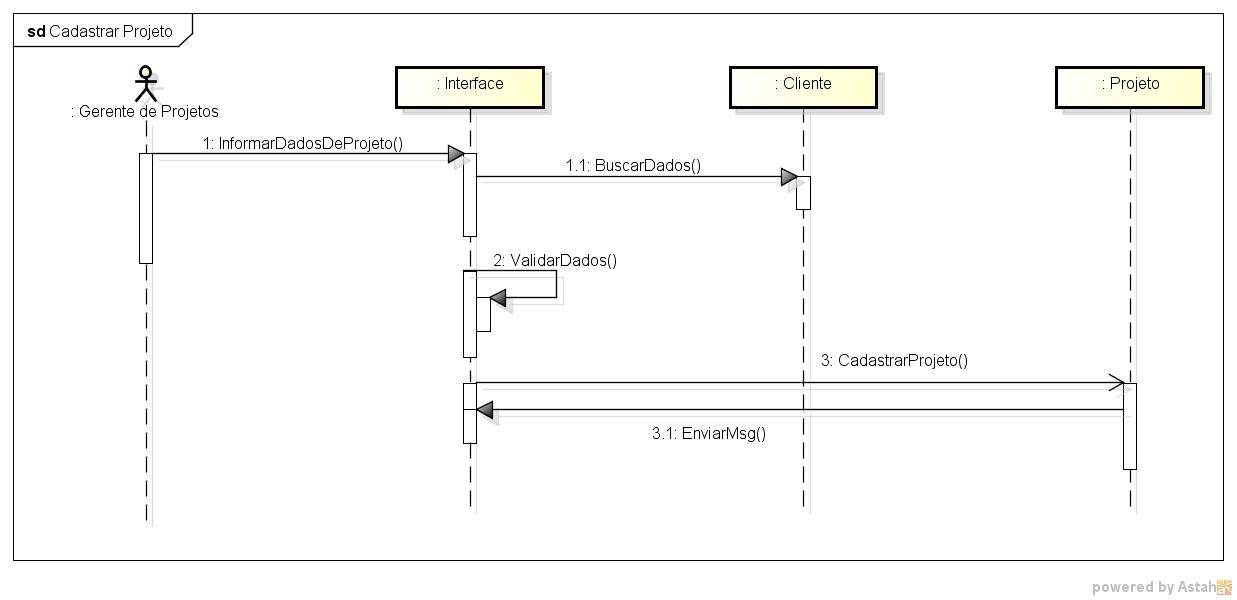 sd Cadastrar Projeto
: Gerente de Projetos
: Interface
: Cliente
: Projeto
1: InformarDadosDeProjeto()
1.1: BuscarDados()
2: ValidarDados()
3: CadastrarProjeto()
3.1: EnviarMsg()
powered by Astah